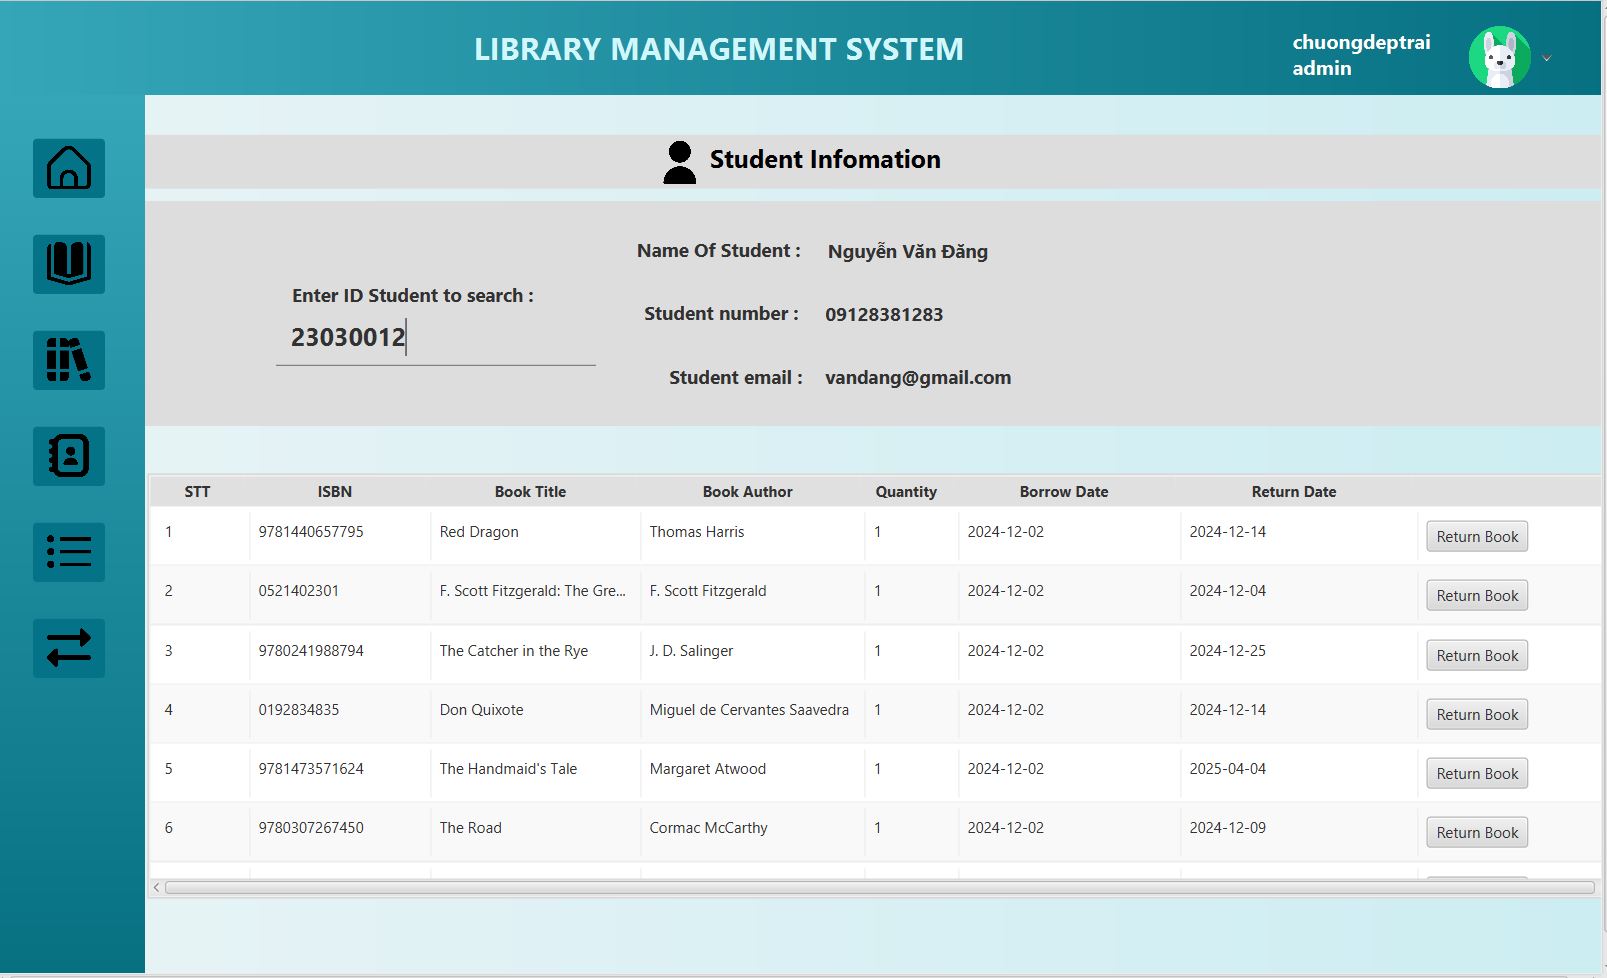 LIBRARY MANAGEMENT SYSTEM
chuongdeptrai
admin
Student Infomation
Name Of Student : Nguyễn Văn Đăng
Enter ID Student to search :
23030012
Student number : 09128381283
Student email : vandang@gmail.com
STT ISBN Book Title Book Author Quantity Borrow Date Return Date
1 9781440657795 Red Dragon Thomas Harris 1 2024-12-02 2024-12-14 Return Book
2 0521402301 F. Scott Fitzgerald: The Gre... F. Scott Fitzgerald 1 2024-12-02 2024-12-04 Return Book
3 9780241988794 The Catcher in the Rye J. D. Salinger 1 2024-12-02 2024-12-25 Return Book
4 0192834835 Don Quixote Miguel de Cervantes Saavedra 1 2024-12-02 2024-12-14 Return Book
5 9781473571624 The Handmaid's Tale Margaret Atwood 1 2024-12-02 2025-04-04 Return Book
6 9780307267450 The Road Cormac McCarthy 1 2024-12-02 2024-12-09 Return Book